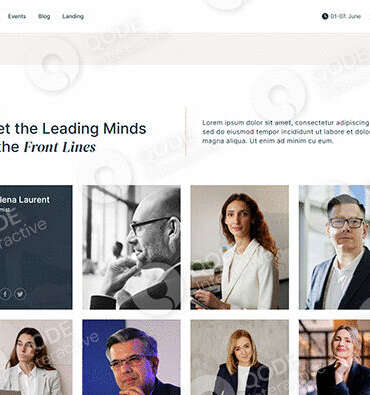 Events Blog Landing 01-07. June
et the Leading Minds
the Front Lines
Lorem ipsum dolor sit amet, consectetur adipiscing
sed do eiusmod tempor incididunt ut labore et dolore
magna aliqua. Ut enim ad minim veniam.
lena Laurent
QODE
interactive